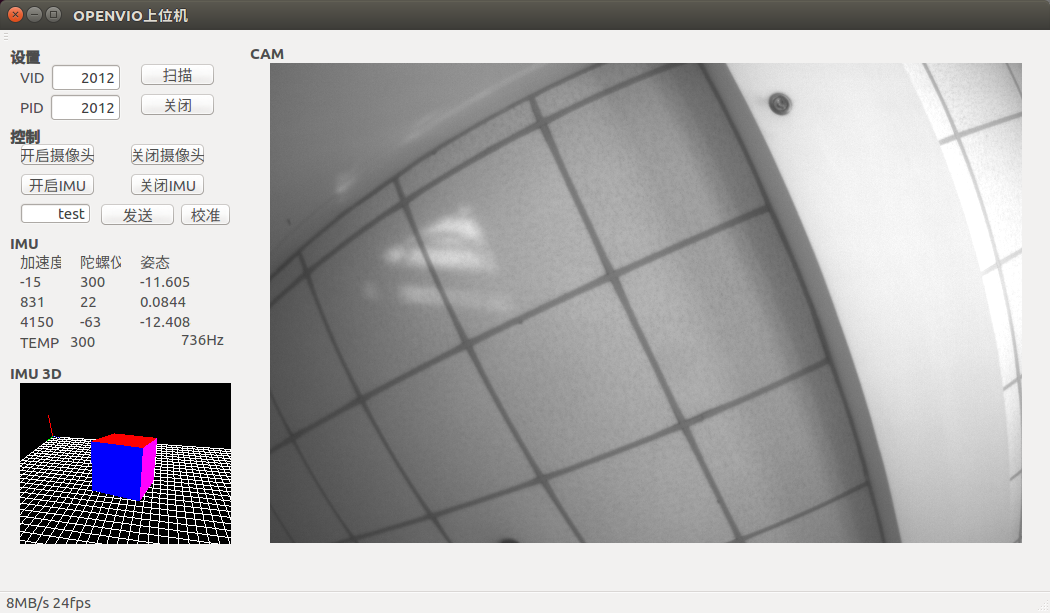 OPENVIO上位机
设置
VID 2012 扫描
PID 2012 关闭
控制
开启摄像头 关闭摄像头
开启IMU 关闭IMU
test 发送 校准
IMU
加速度 陀螺仪 姿态
-15 300 -11.605
831 22 0.0844
4150 -63 -12.408
TEMP 300 736Hz
IMU 3D
CAM
8MB/s 24fps